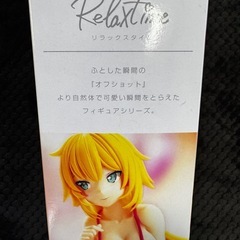 Relax time
リラックスタイム
ふとした瞬間の
「オフショット」
より自然体で可愛い瞬間をとらえた
フィギュアシリーズ。